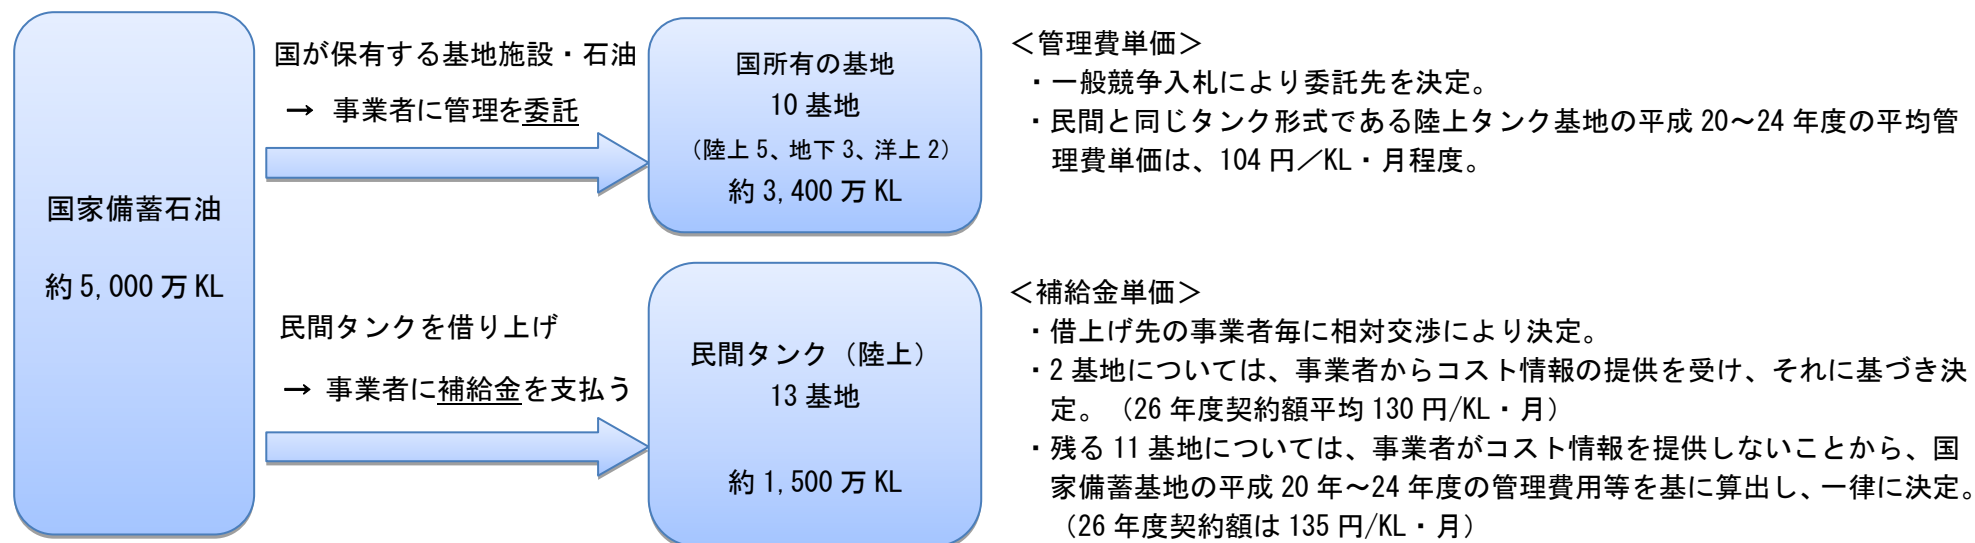 国家備蓄石油
約 5,000 万 KL
国が保有する基地施設・石油
→ 事業者に管理を委託
国所有の基地
10 基地
（陸上 5、地下 3、洋上 2）
約 3,400 万 KL
＜管理費単価＞
・一般競争入札により委託先を決定。
・民間と同じタンク形式である陸上タンク基地の平成 20～24 年度の平均管
理費単価は、104 円／KL・月程度。
民間タンクを借り上げ
→ 事業者に補給金を支払う
民間タンク（陸上）
13 基地
約 1,500 万 KL
＜補給金単価＞
・借上げ先の事業者毎に相対交渉により決定。
・2 基地については、事業者からコスト情報の提供を受け、それに基づき決
定。（26 年度契約額平均 130 円/KL・月）
・残る 11 基地については、事業者がコスト情報を提供しないことから、国
家備蓄基地の平成 20 年～24 年度の管理費用等を基に算出し、一律に決定。
（26 年度契約額は 135 円/KL・月）